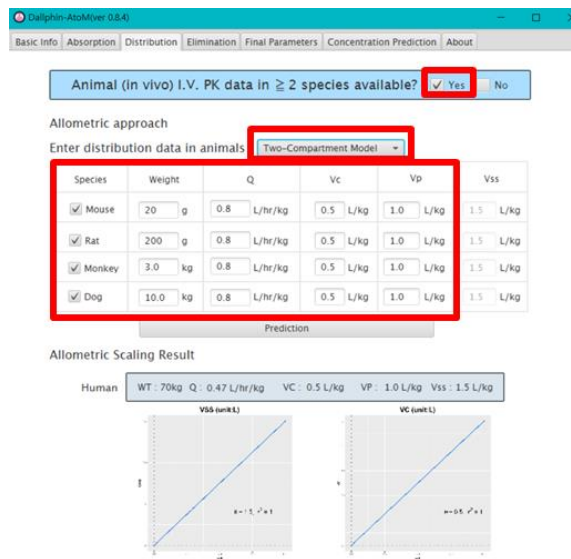 Dallphin-AtoM(ver 0.8.4)
Basic Info Absorption Distribution Elimination Final Parameters Concentration Prediction About
Animal (in vivo) I.V. PK data in ≧ 2 species available? Yes No
Allometric approach
Enter distribution data in animals Two-Compartment Model
Species Weight Q Vc Vp Vss
Mouse 20 g 0.8 L/hr/kg 0.5 L/kg 1.0 L/kg 1.5 L/kg
Rat 200 g 0.8 L/hr/kg 0.5 L/kg 1.0 L/kg 1.5 L/kg
Monkey 3.0 kg 0.8 L/hr/kg 0.5 L/kg 1.0 L/kg 1.5 L/kg
Dog 10.0 kg 0.8 L/hr/kg 0.5 L/kg 1.0 L/kg 1.5 L/kg
Prediction
Allometric Scaling Result
Human WT : 70kg Q : 0.47 L/hr/kg VC : 0.5 L/kg VP : 1.0 L/kg Vss : 1.5 L/kg
VSS (unit:L) VC (unit:L)